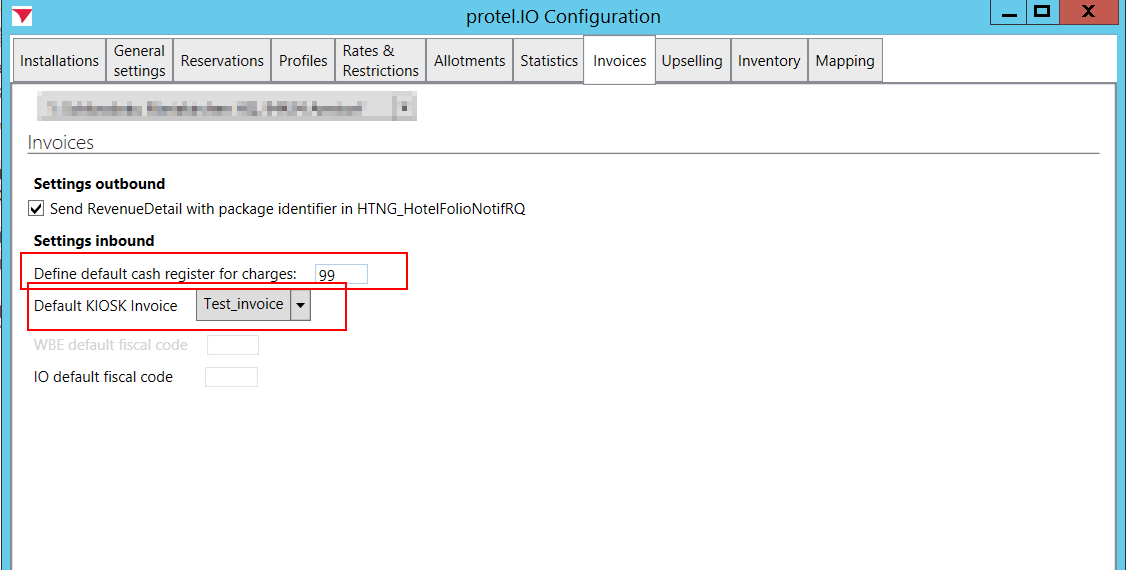 protel.IO Configuration
Installations
General settings
Reservations
Profiles
Rates & Restrictions
Allotments
Statistics
Invoices
Upselling
Inventory
Mapping
Invoices
Settings outbound
Send RevenueDetail with package identifier in HTNG_HotelFolioNotifRQ
Settings inbound
Define default cash register for charges: 99
Default KIOSK Invoice Test_invoice
WBE default fiscal code
IO default fiscal code